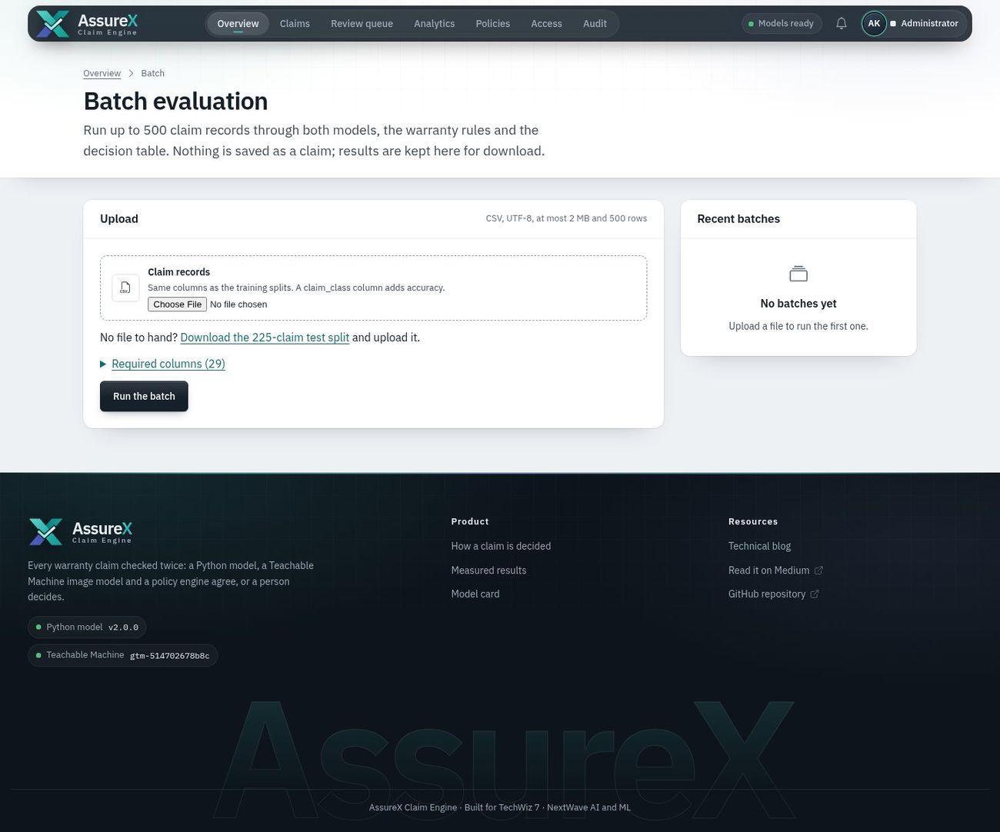 AssureX
Claim Engine
Overview
Claims
Review queue
Analytics
Policies
Access
Audit
Models ready
AK
Administrator
Overview
Batch
Batch evaluation
Run up to 500 claim records through both models, the warranty rules and the
decision table. Nothing is saved as a claim; results are kept here for download.
Upload
CSV, UTF-8, at most 2 MB and 500 rows
CSV
Claim records
Same columns as the training splits. A claim_class column adds accuracy.
Choose File No file chosen
No file to hand? Download the 225-claim test split and upload it.
Required columns (29)
Run the batch
Recent batches
No batches yet
Upload a file to run the first one.
AssureX
Claim Engine
Every warranty claim checked twice: a Python model, a Teachable
Machine image model and a policy engine agree, or a person
decides.
Python model v2.0.0
Teachable Machine gtm-514702678b8c
Product
How a claim is decided
Measured results
Model card
Resources
Technical blog
Read it on Medium
GitHub repository
AssureX
AssureX Claim Engine · Built for TechWiz 7 · NextWave AI and ML